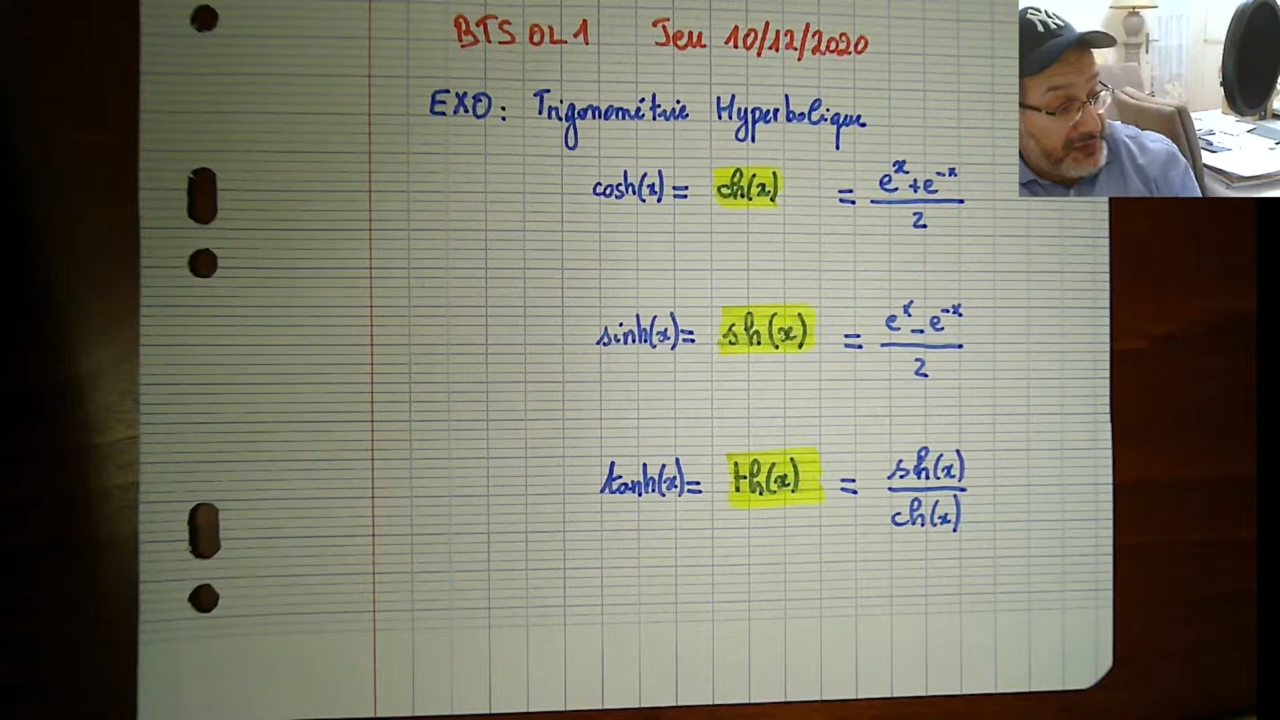 BTS OL1 Jeu 10/12/2020
EXO: Trigonométrie Hyperbolique
cosh(x) = ch(x) = (e^x + e^-x)/2
sinh(x) = sh(x) = (e^x - e^-x)/2
tanh(x) = th(x) = sh(x)/ch(x)
NY